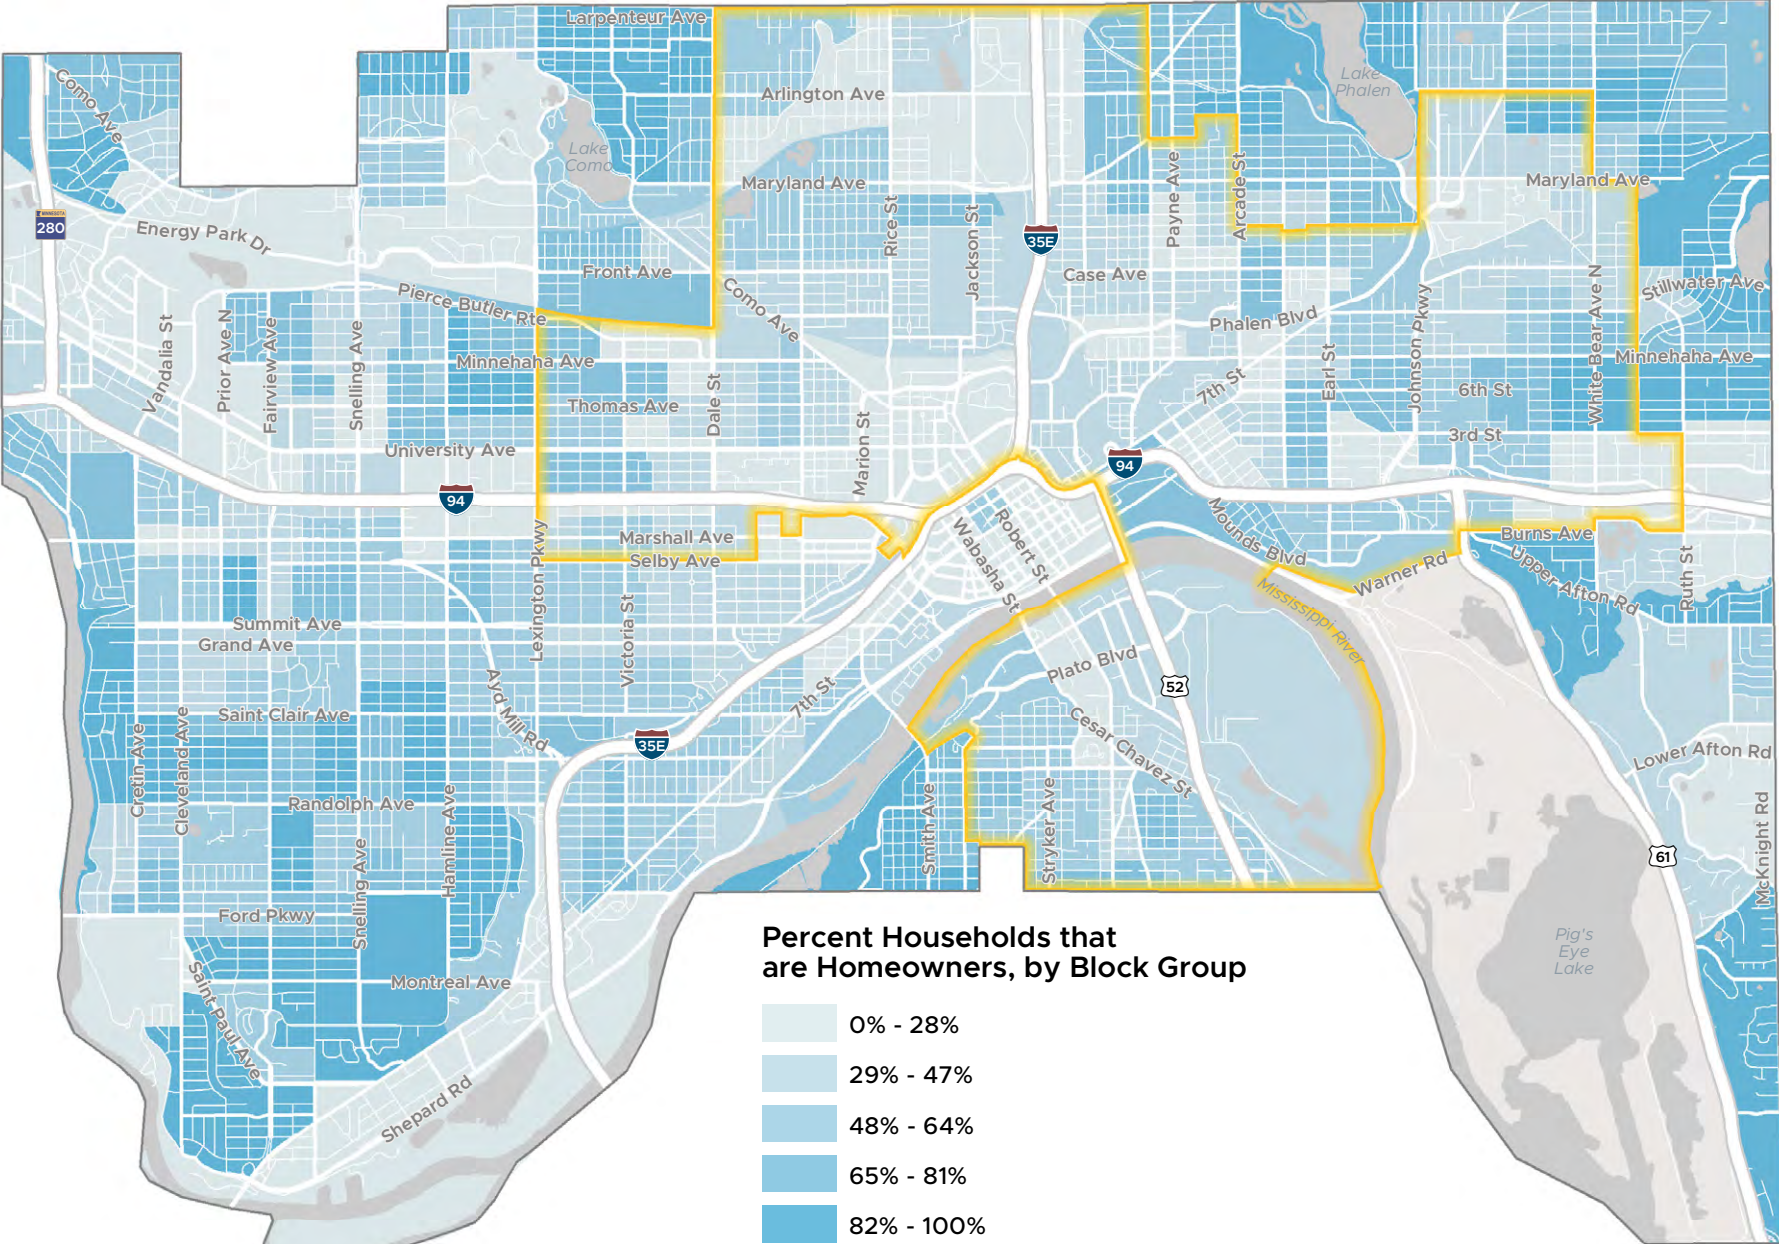 Larpenteur Ave
Como Ave
Lake
Phalen
Arlington Ave
Lake
Como
Maryland Ave
Payne Ave
Arcade St
Maryland Ave
MINNESOTA
280
Energy Park Dr
Rice St
Jackson St
35E
Front Ave
Case Ave
Como Ave
Stillwater Ave
Pierce Butler Rte
Phalen Blvd
Johnson Pkwy
White Bear Ave N
Vandalia St
Prior Ave N
Fairview Ave
Snelling Ave
Minnehaha Ave
Minnehaha Ave
Earl St
7th St
6th St
Thomas Ave
Dale St
Marion St
3rd St
University Ave
94
94
Robert St
Wabasha St
Mounds Blvd
Marshall Ave
Selby Ave
Burns Ave
Warner Rd
Upper Afton Rd
Ruth St
Lexington Pkwy
Mississippi River
Summit Ave
Grand Ave
Victoria St
Plato Blvd
52
Ayd Mill Rd
7th St
Saint Clair Ave
Cretin Ave
Cleveland Ave
35E
Cesar Chavez St
Lower Afton Rd
Randolph Ave
Hamline Ave
Smith Ave
Stryker Ave
McKnight Rd
61
Snelling Ave
Ford Pkwy
Saint Paul Ave
Montreal Ave
Shepard Rd
Pig's
Eye
Lake
Percent Households that
are Homeowners, by Block Group
0% - 28%
29% - 47%
48% - 64%
65% - 81%
82% - 100%